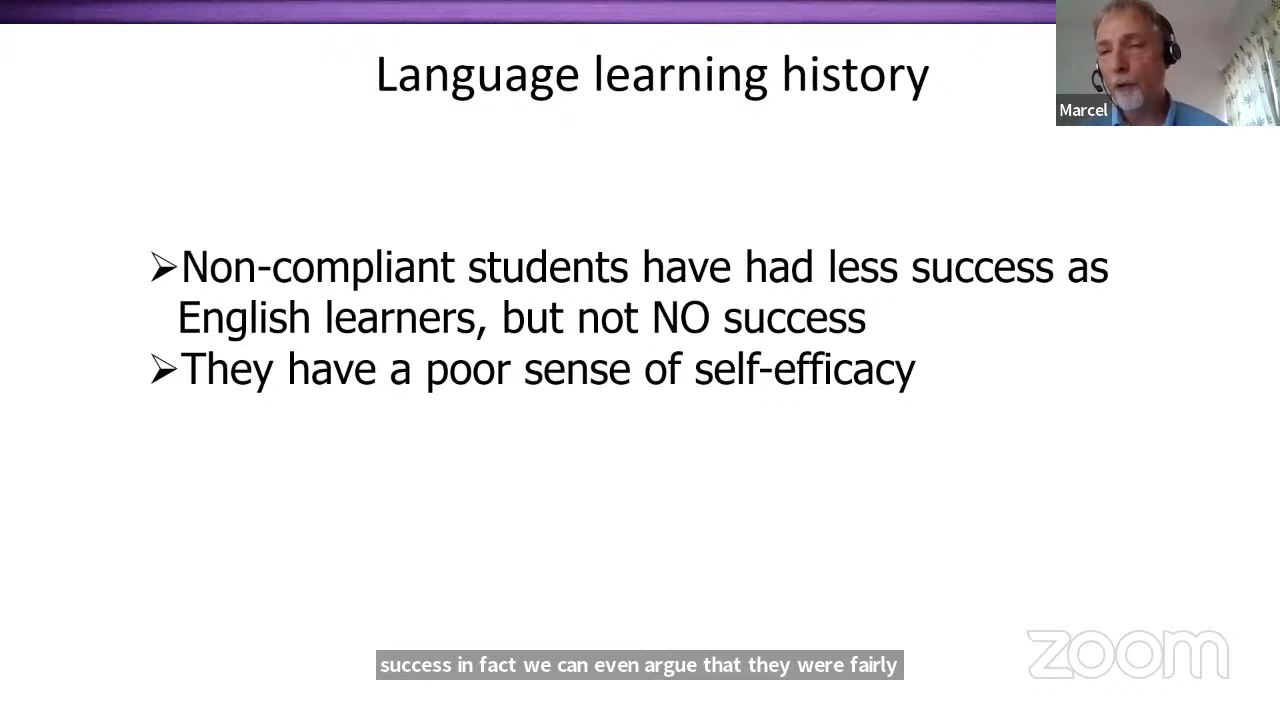 Language learning history
Marcel
➢Non-compliant students have had less success as
English learners, but not NO success
➢They have a poor sense of self-efficacy
zoom
success in fact we can even argue that they were fairly